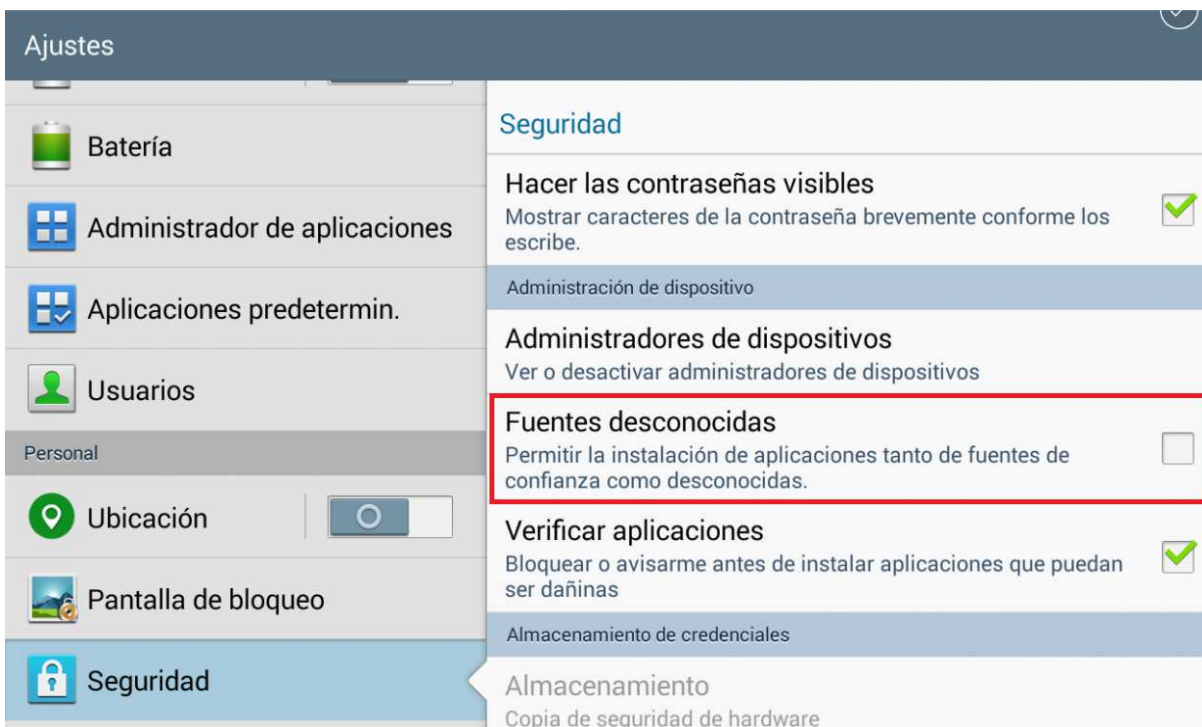 Ajustes
Batería
Administrador de aplicaciones
Aplicaciones predetermin.
Usuarios
Personal
Ubicación
Pantalla de bloqueo
Seguridad
Seguridad
Hacer las contraseñas visibles
Mostrar caracteres de la contraseña brevemente conforme los
escribe.
Administración de dispositivo
Administradores de dispositivos
Ver o desactivar administradores de dispositivos
Fuentes desconocidas
Permitir la instalación de aplicaciones tanto de fuentes de
confianza como desconocidas.
Verificar aplicaciones
Bloquear o avisarme antes de instalar aplicaciones que puedan
ser dañinas
Almacenamiento de credenciales
Almacenamiento
Copia de seguridad de hardware